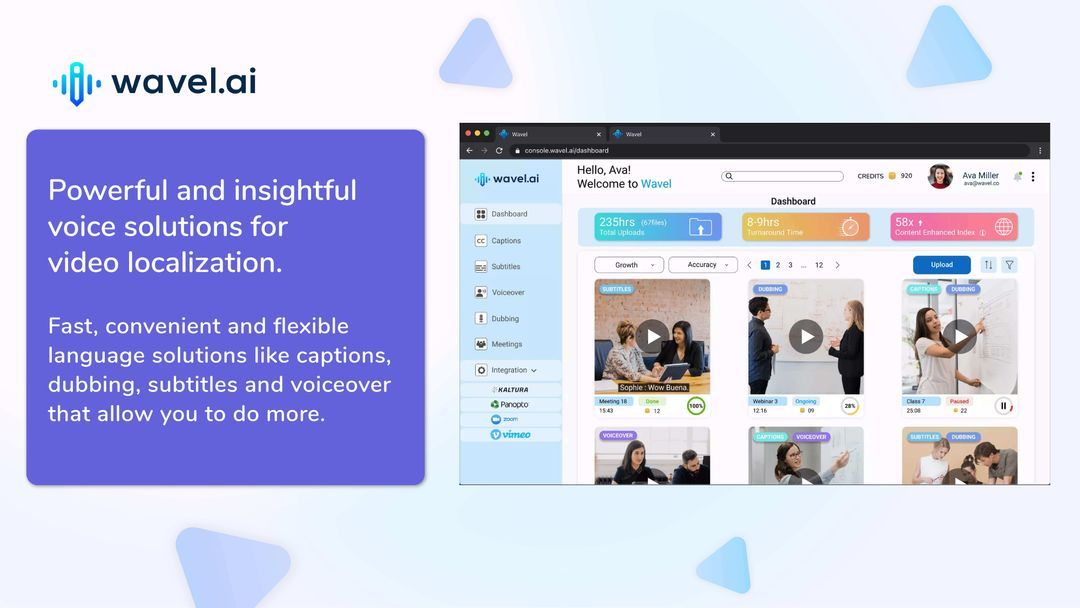 wavel.ai
Powerful and insightful
voice solutions for
video localization.
Fast, convenient and flexible
language solutions like captions,
dubbing, subtitles and voiceover
that allow you to do more.
Wavel
Wavel
console.wavel.ai/dashboard
wavel.ai
Hello, Ava!
Welcome to Wavel
CREDITS 920
Ava Miller
ava@wavel.co
Dashboard
Captions
Subtitles
Voiceover
Dubbing
Meetings
Integration
KALTURA
Panopto
zoom
vimeo
Dashboard
235hrs (67files)
Total Uploads
8-9hrs
Turnaround Time
58x
Content Enhanced Index
Growth
Accuracy
1 2 3 ... 12
Upload
SUBTITLES
Sophie : Wow Buena.
Meeting 18 Done
15:43 12
100%
DUBBING
Webinar 3 Ongoing
12.16 09
28%
CAPTIONS DUBBING
Class 7 Paused
25:08 22
VOICEOVER
CAPTIONS VOICEOVER
SUBTITLES DUBBING
CC